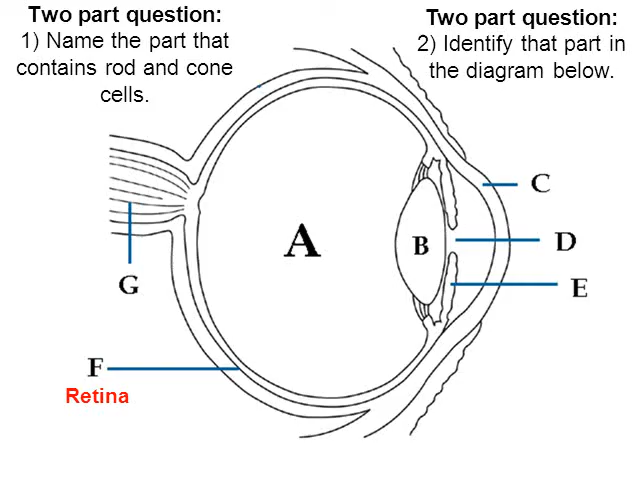 Two part question:
1) Name the part that
contains rod and cone
cells.
Two part question:
2) Identify that part in
the diagram below.
A
B
C
D
E
G
F
Retina